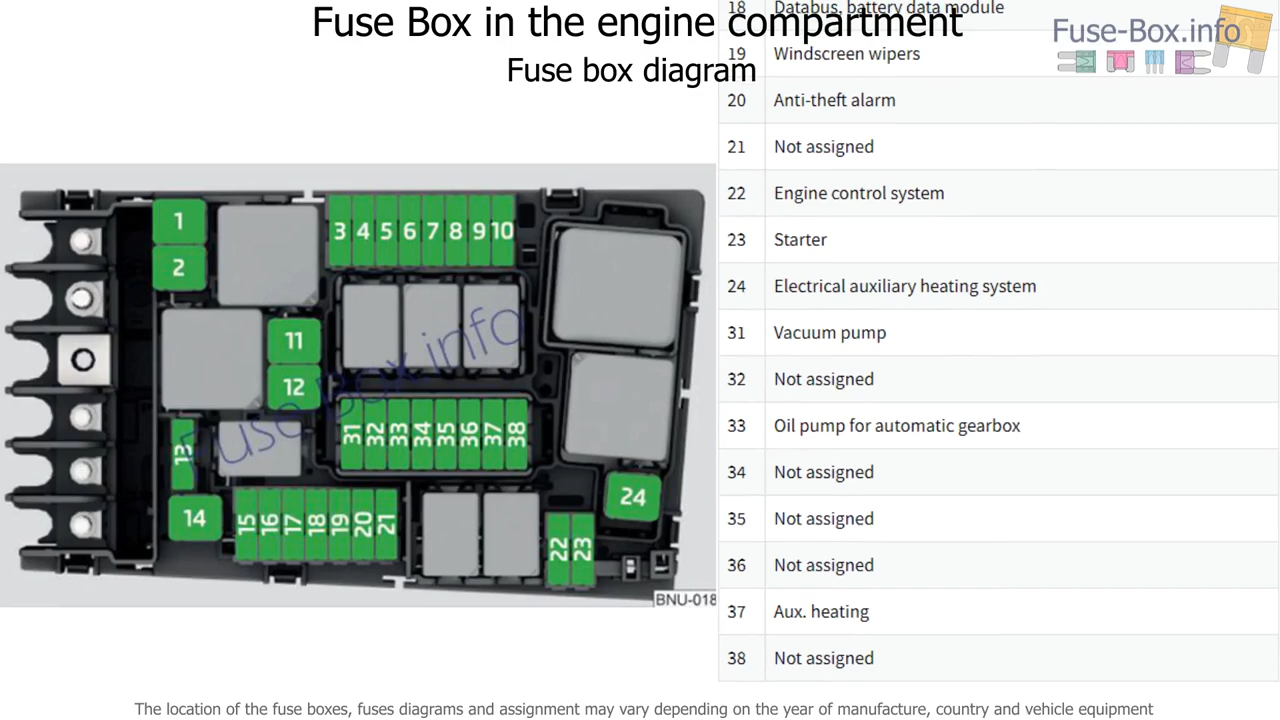 Fuse Box in the engine compartment
Fuse box diagram
Fuse-Box.info
18 Databus, battery data module
19 Windscreen wipers
20 Anti-theft alarm
21 Not assigned
22 Engine control system
23 Starter
24 Electrical auxiliary heating system
31 Vacuum pump
32 Not assigned
33 Oil pump for automatic gearbox
34 Not assigned
35 Not assigned
36 Not assigned
37 Aux. heating
38 Not assigned
1
2
3 4 5 6 7 8 9 10
11
12
Fuse-Box.info
31 32 33 34 35 36 37 38
13
14
15 16 17 18 19 20 21
22 23
24
BNU-018
The location of the fuse boxes, fuses diagrams and assignment may vary depending on the year of manufacture, country and vehicle equipment